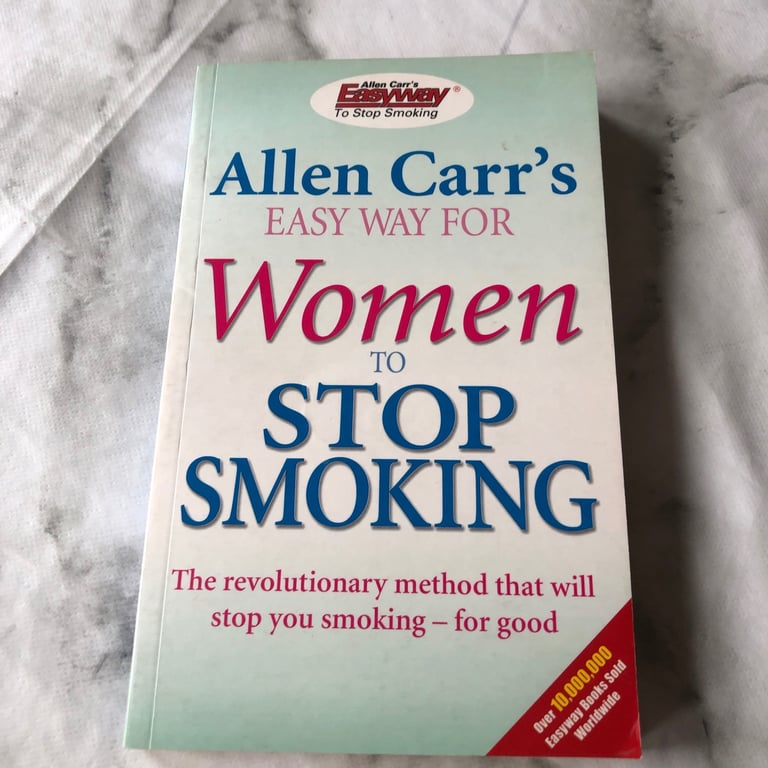 Allen Carr's
Easyway®
To Stop Smoking
Allen Carr's
EASY WAY FOR
Women
TO
STOP
SMOKING
The revolutionary method that will
stop you smoking – for good
Over 10,000,000
Easyway Books Sold
Worldwide